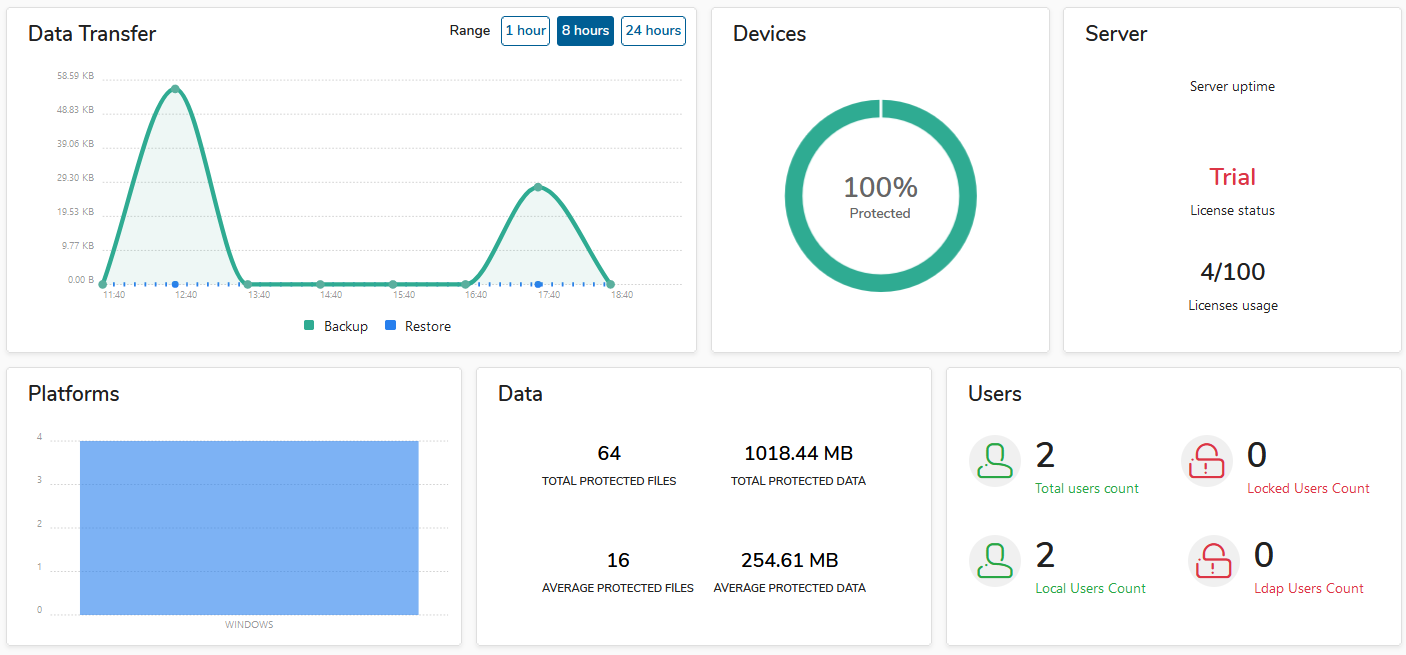 Data Transfer
Range 1 hour 8 hours 24 hours
58.59 KB
48.83 KB
39.06 KB
29.30 KB
19.53 KB
9.77 KB
0.00 B
11:40 12:40 13:40 14:40 15:40 16:40 17:40 18:40
Backup Restore
Devices
100%
Protected
Server
Server uptime
Trial
License status
4/100
Licenses usage
Platforms
4
3
2
1
0
WINDOWS
Data
64
TOTAL PROTECTED FILES
1018.44 MB
TOTAL PROTECTED DATA
16
AVERAGE PROTECTED FILES
254.61 MB
AVERAGE PROTECTED DATA
Users
2
Total users count
0
Locked Users Count
2
Local Users Count
0
Ldap Users Count